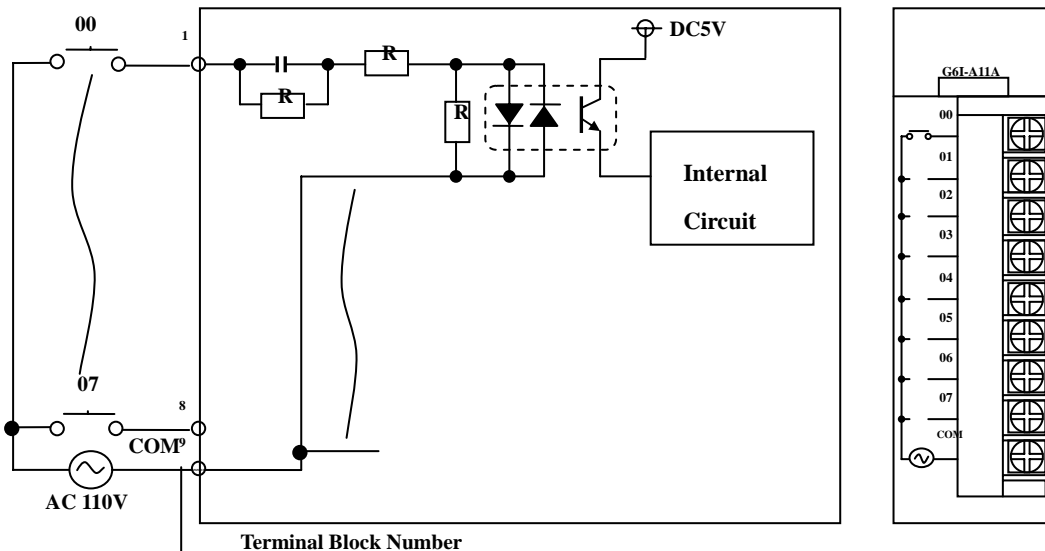 00
1
R
R
R
DC5V
Internal
Circuit
07
8
COM
9
AC 110V
Terminal Block Number
G6I-A11A
00
01
02
03
04
05
06
07
COM